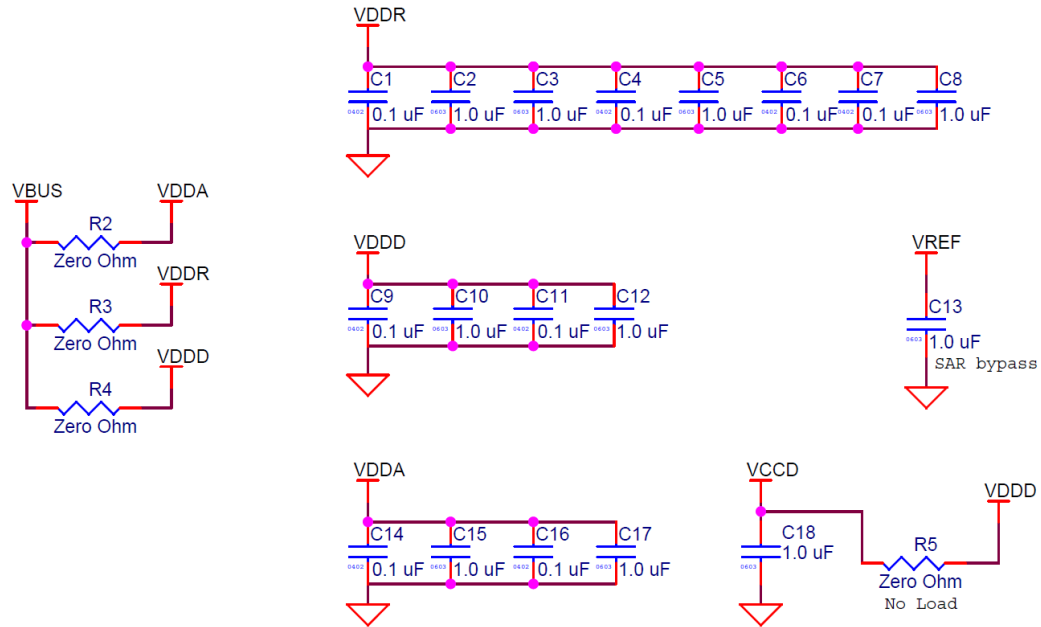 VDDR
C1 C2 C3 C4 C5 C6 C7 C8
0402 0.1 uF 0603 1.0 uF 0603 1.0 uF 0402 0.1 uF 0603 1.0 uF 0402 0.1 uF 0402 0.1 uF 0603 1.0 uF
VBUS VDDA
R2
Zero Ohm
VDDR
R3
Zero Ohm
VDDD
R4
Zero Ohm
VDDD
C9 C10 C11 C12
0402 0.1 uF 0603 1.0 uF 0402 0.1 uF 0603 1.0 uF
VREF
C13
0603 1.0 uF
SAR bypass
VDDA
C14 C15 C16 C17
0402 0.1 uF 0603 1.0 uF 0402 0.1 uF 0603 1.0 uF
VCCD VDDD
C18
1.0 uF
0603
R5
Zero Ohm
No Load